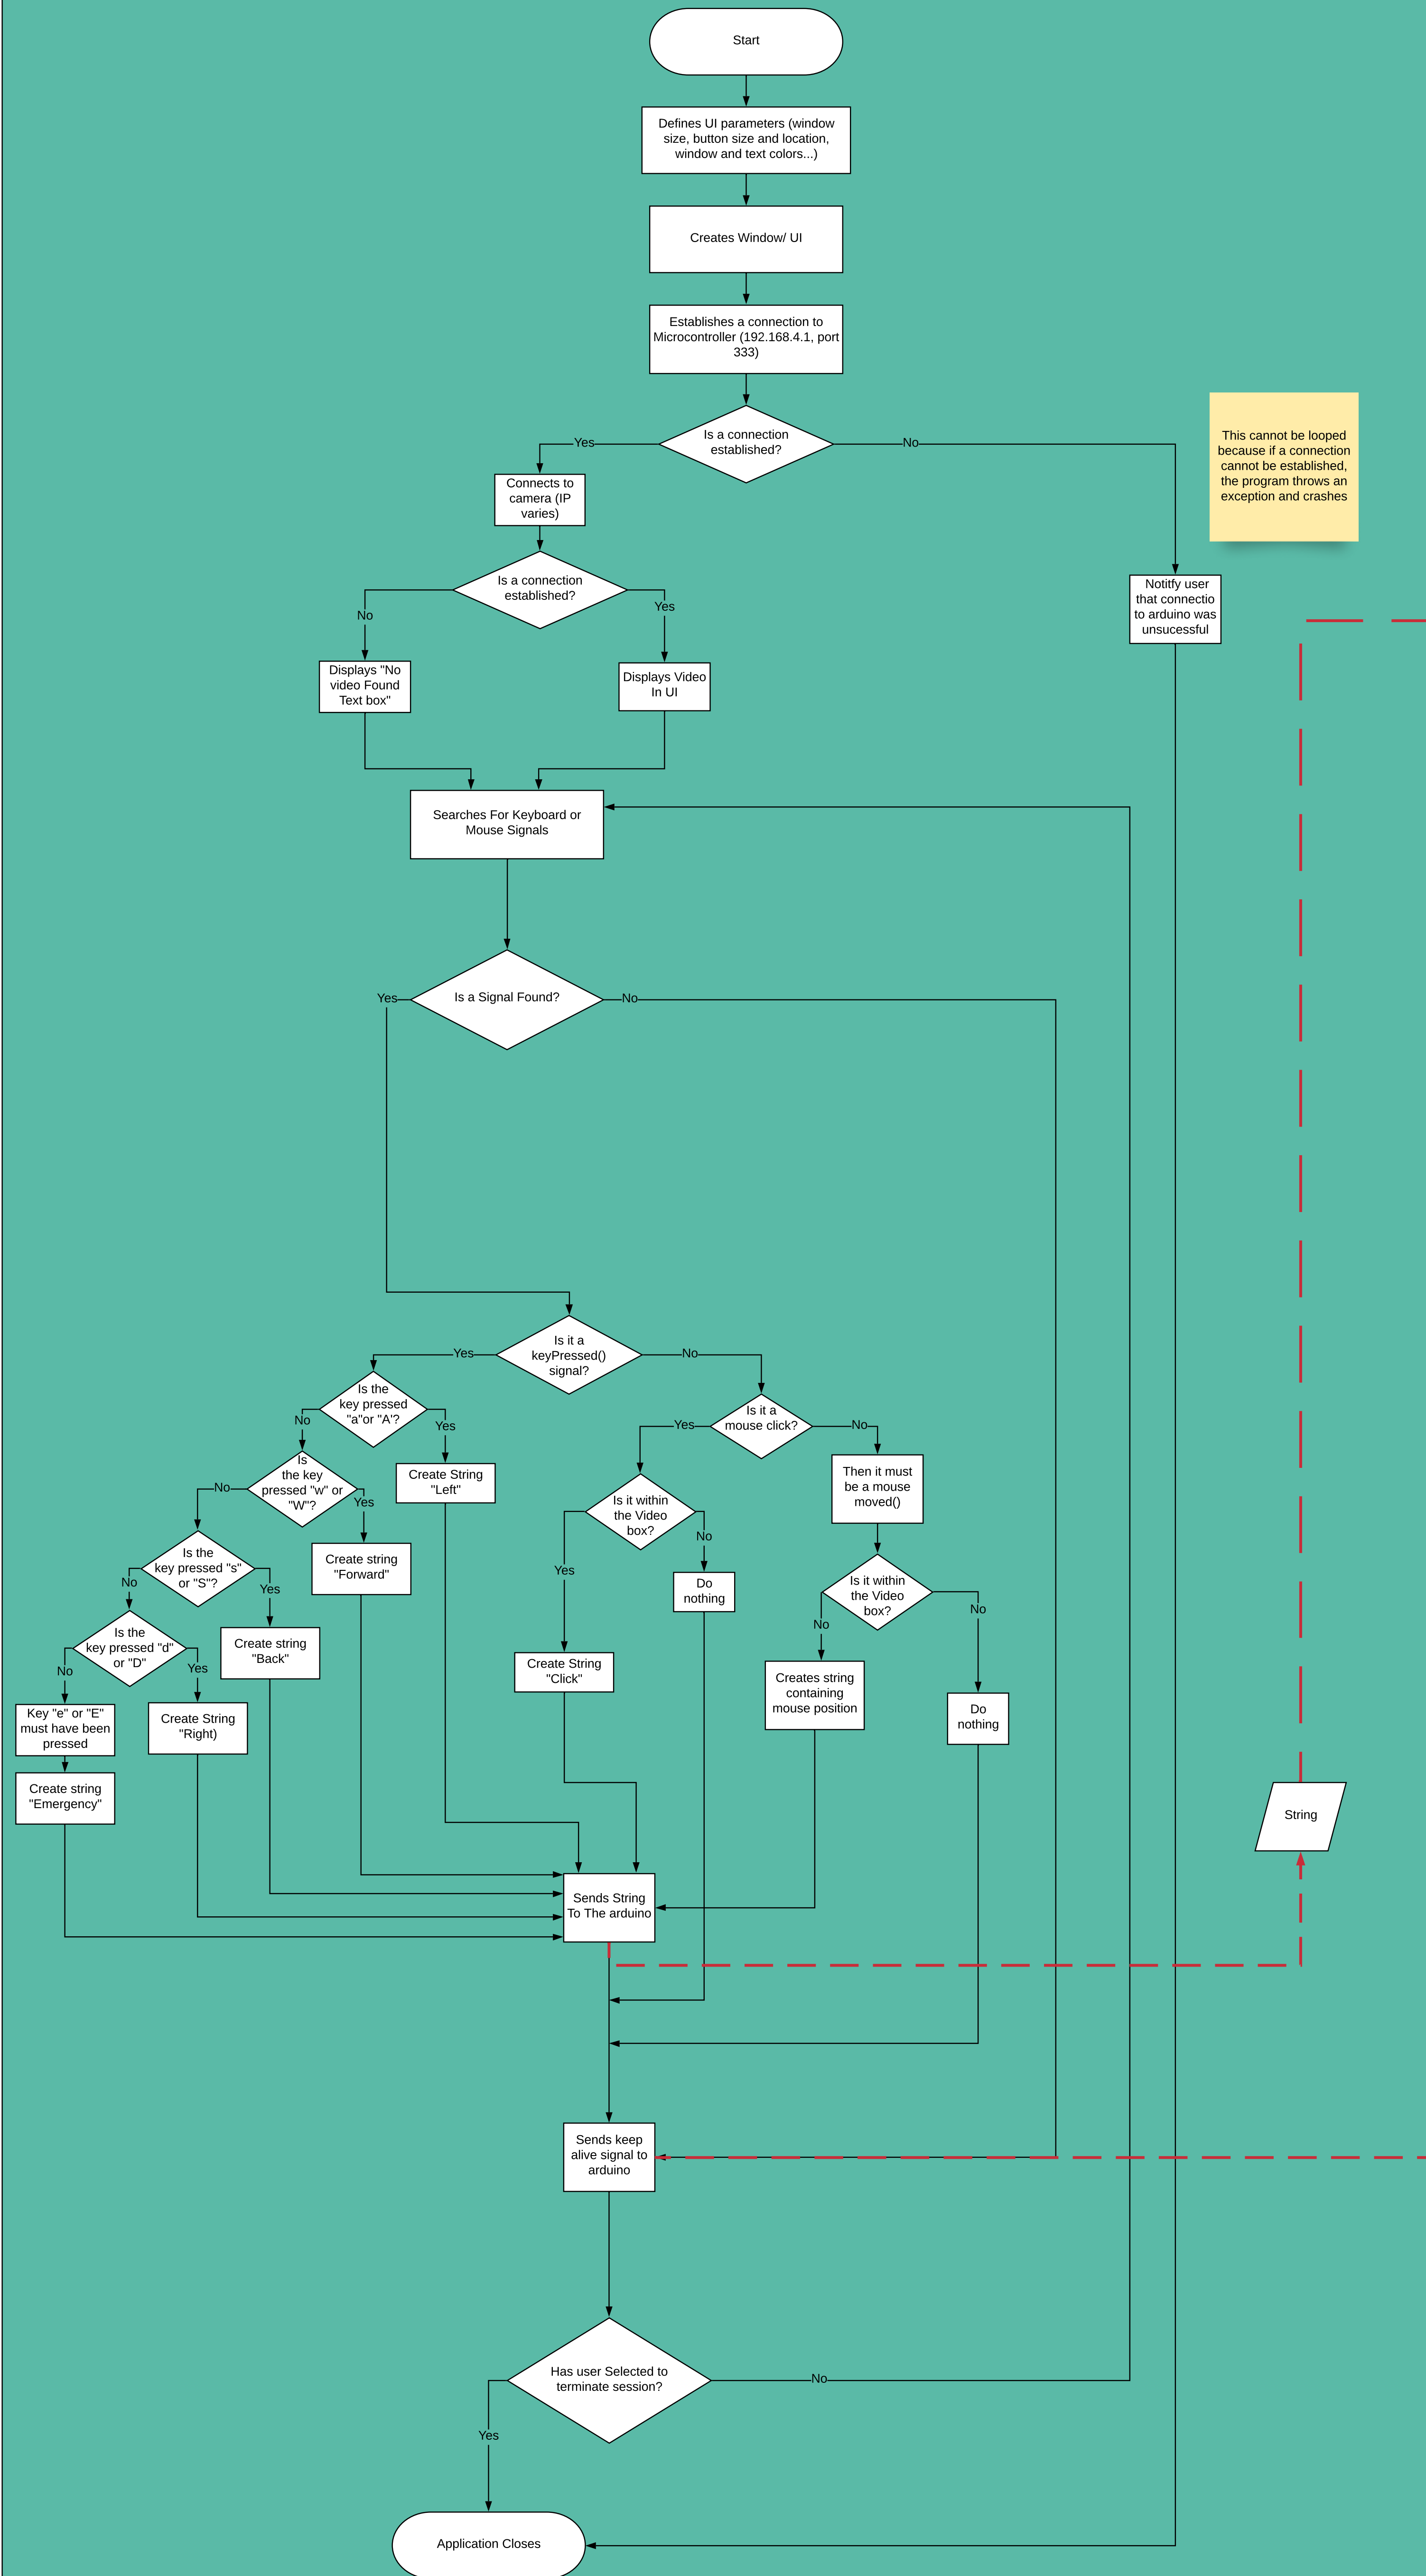 Start
Defines UI parameters (window
size, button size and location,
window and text colors...)
Creates Window/ UI
Establishes a connection to
Microcontroller (192.168.4.1, port
333)
Is a connection
established?
Yes
No
This cannot be looped
because if a connection
cannot be established,
the program throws an
exception and crashes
Connects to
camera (IP
varies)
Is a connection
established?
No
Yes
Notitfy user
that connectio
to arduino was
unsucessful
Displays "No
video Found
Text box"
Displays Video
In UI
Searches For Keyboard or
Mouse Signals
Is a Signal Found?
Yes
No
Is it a
keyPressed()
signal?
Yes
No
Is the
key pressed
"a"or "A'?
No
Yes
Is it a
mouse click?
Yes
No
Is
the key
pressed "w" or
"W"?
No
Yes
Create String
"Left"
Then it must
be a mouse
moved()
Is it within
the Video
box?
Yes
No
Is the
key pressed "s"
or "S"?
No
Yes
Create string
"Forward"
Do
nothing
Is it within
the Video
box?
No
No
Is the
key pressed "d"
or "D"
No
Yes
Create string
"Back"
Create String
"Click"
Creates string
containing
mouse position
Do
nothing
Key "e" or "E"
must have been
pressed
Create String
"Right)
Create string
"Emergency"
String
Sends String
To The arduino
Sends keep
alive signal to
arduino
Has user Selected to
terminate session?
No
Yes
Application Closes